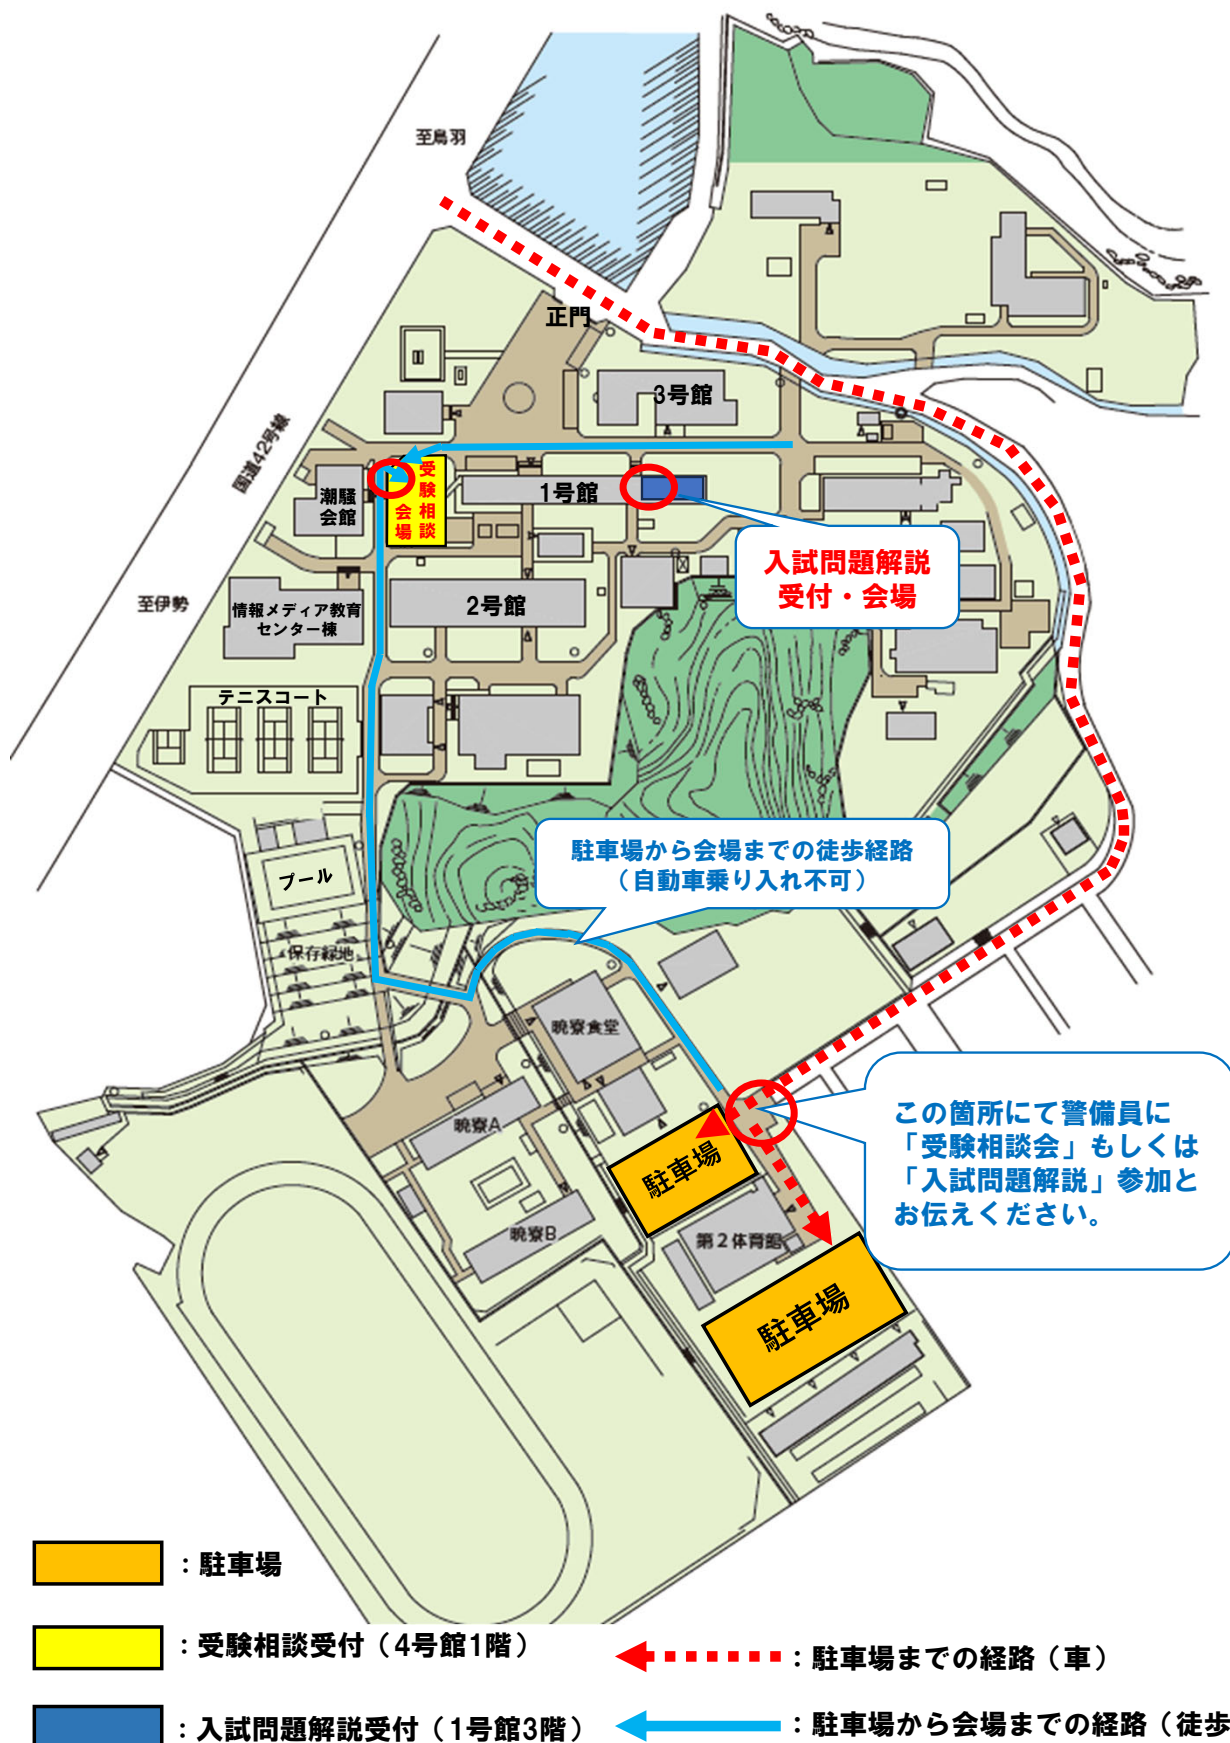 至鳥羽
正門
国道42号線
3号館
受験相談
会場
1号館
潮騒
会館
入試問題解説
受付・会場
至伊勢
情報メディア教育
センター棟
2号館
テニスコート
駐車場から会場までの徒歩経路
（自動車乗り入れ不可）
プール
保存緑地
暁寮食堂
暁寮A
暁寮B
駐車場
この箇所にて警備員に
「受験相談会」もしくは
「入試問題解説」参加と
お伝えください。
第2体育館
駐車場
：駐車場
：受験相談受付（4号館1階）
：駐車場までの経路（車）
：入試問題解説受付（1号館3階）
：駐車場から会場までの経路（徒歩